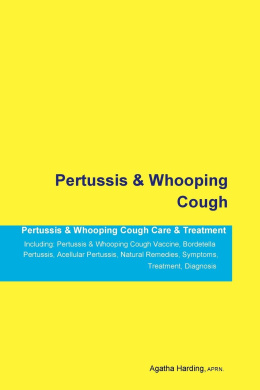 Pertussis & Whooping
Cough
Pertussis & Whooping Cough Care & Treatment
Including: Pertussis & Whooping Cough Vaccine, Bordetella
Pertussis, Acellular Pertussis, Natural Remedies, Symptoms,
Treatment, Diagnosis
Agatha Harding, APRN.